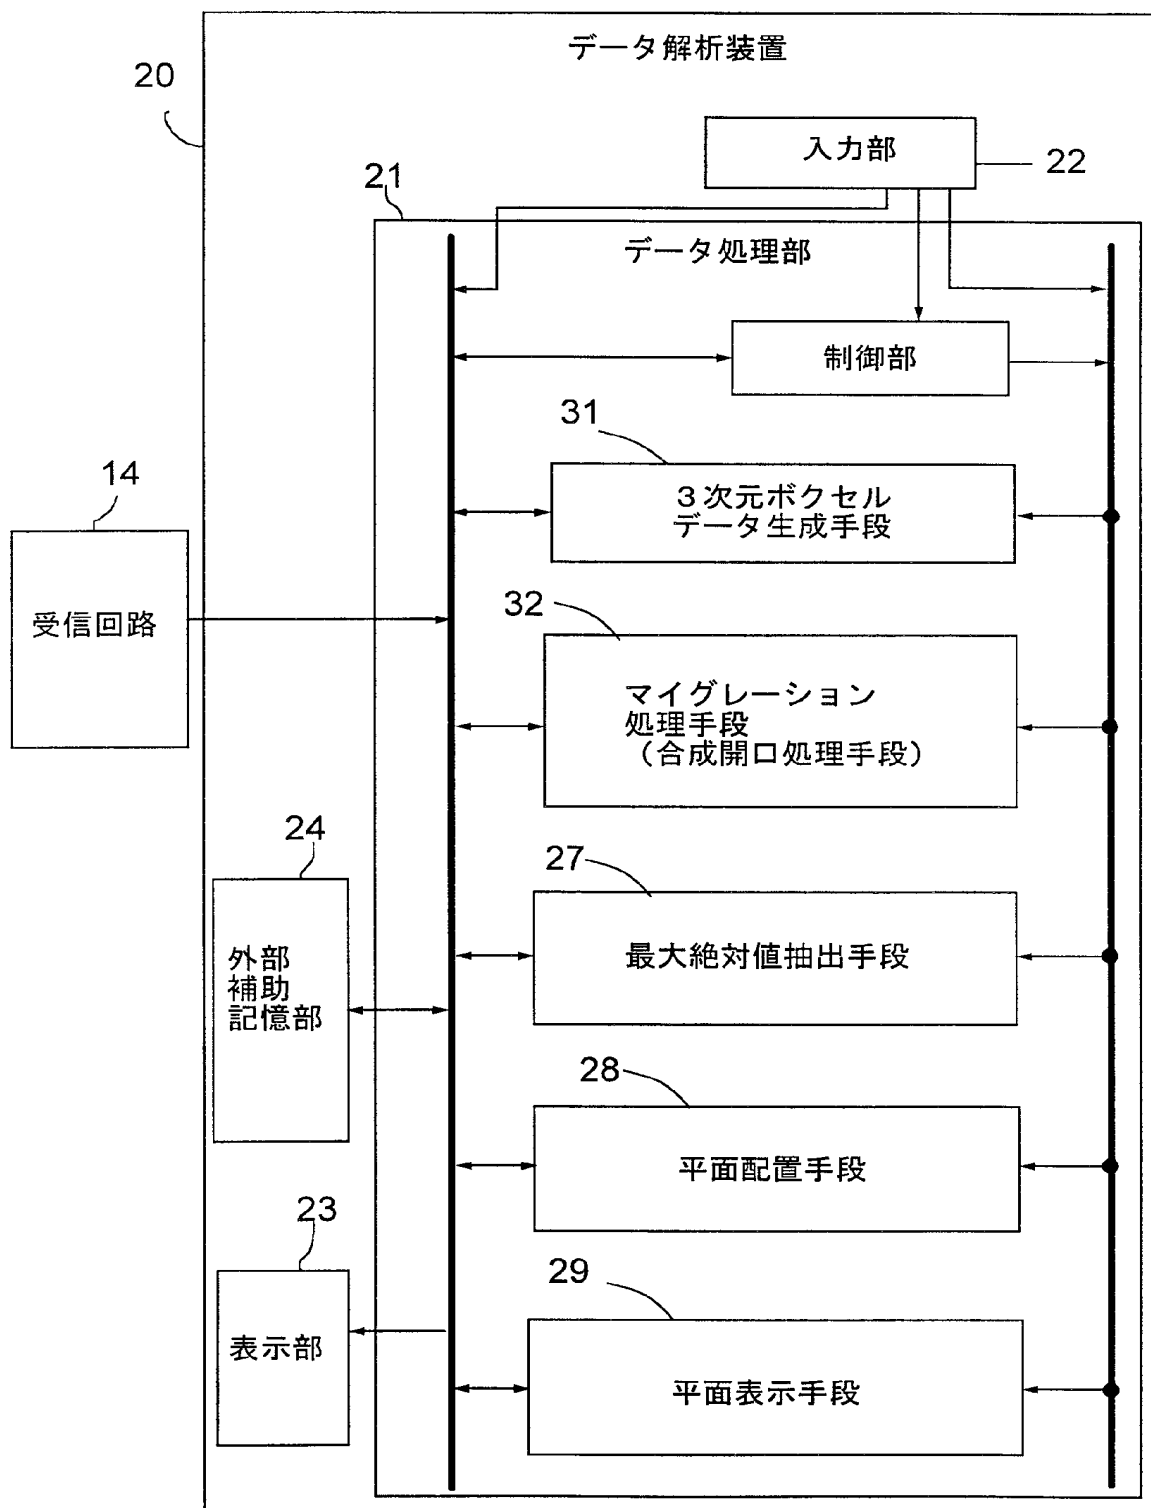 データ解析装置
20
入力部
22
21
データ処理部
制御部
31
３次元ボクセル
データ生成手段
14
受信回路
32
マイグレーション
処理手段
（合成開口処理手段）
24
外部
補助
記憶部
27
最大絶対値抽出手段
28
平面配置手段
23
表示部
29
平面表示手段